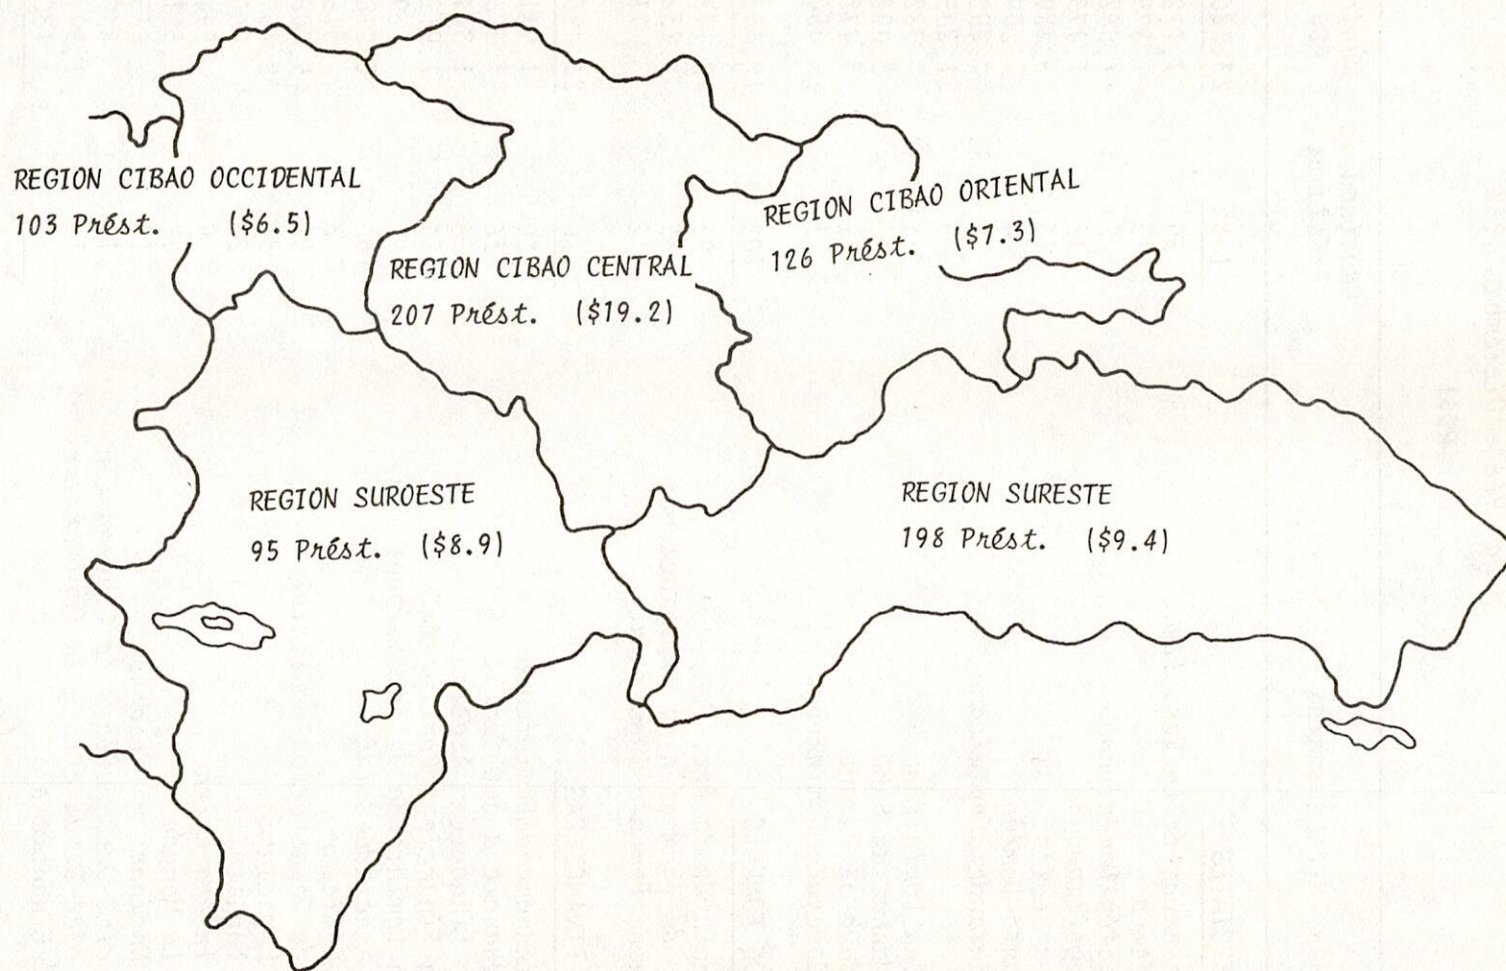 REGION CIBAO OCCIDENTAL
103 Prést. ($6.5)
REGION CIBAO ORIENTAL
126 Prést. ($7.3)
REGION CIBAO CENTRAL
207 Prést. ($19.2)
REGION SUROESTE
95 Prést. ($8.9)
REGION SURESTE
198 Prést. ($9.4)